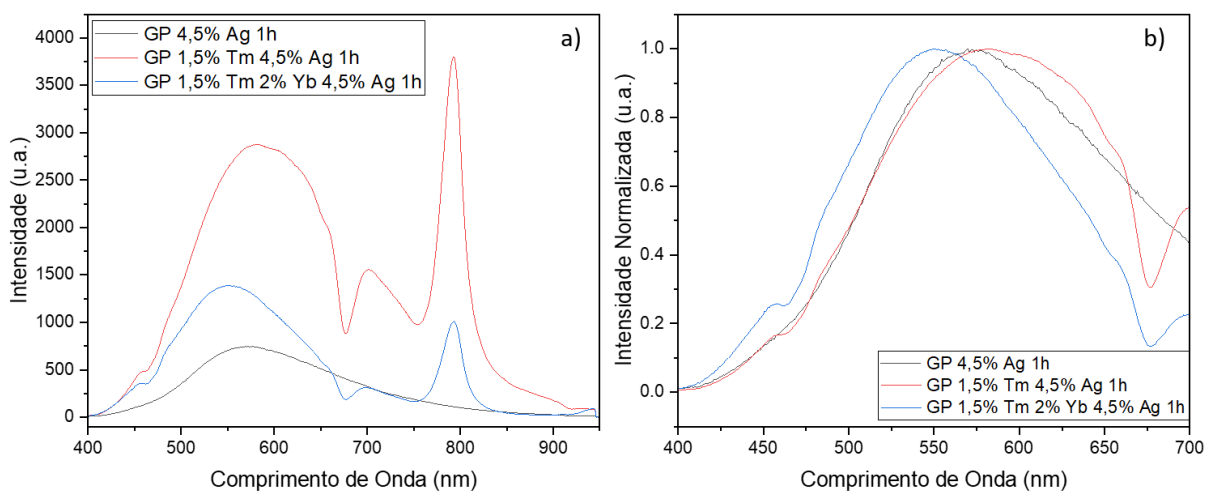 a)
GP 4,5% Ag 1h
GP 1,5% Tm 4,5% Ag 1h
GP 1,5% Tm 2% Yb 4,5% Ag 1h
Intensidade (u.a.)
4000
3500
3000
2500
2000
1500
1000
500
0
400 500 600 700 800 900
Comprimento de Onda (nm)
b)
Intensidade Normalizada (u.a.)
1.0
0.8
0.6
0.4
0.2
0.0
GP 4,5% Ag 1h
GP 1,5% Tm 4,5% Ag 1h
GP 1,5% Tm 2% Yb 4,5% Ag 1h
400 450 500 550 600 650 700
Comprimento de Onda (nm)